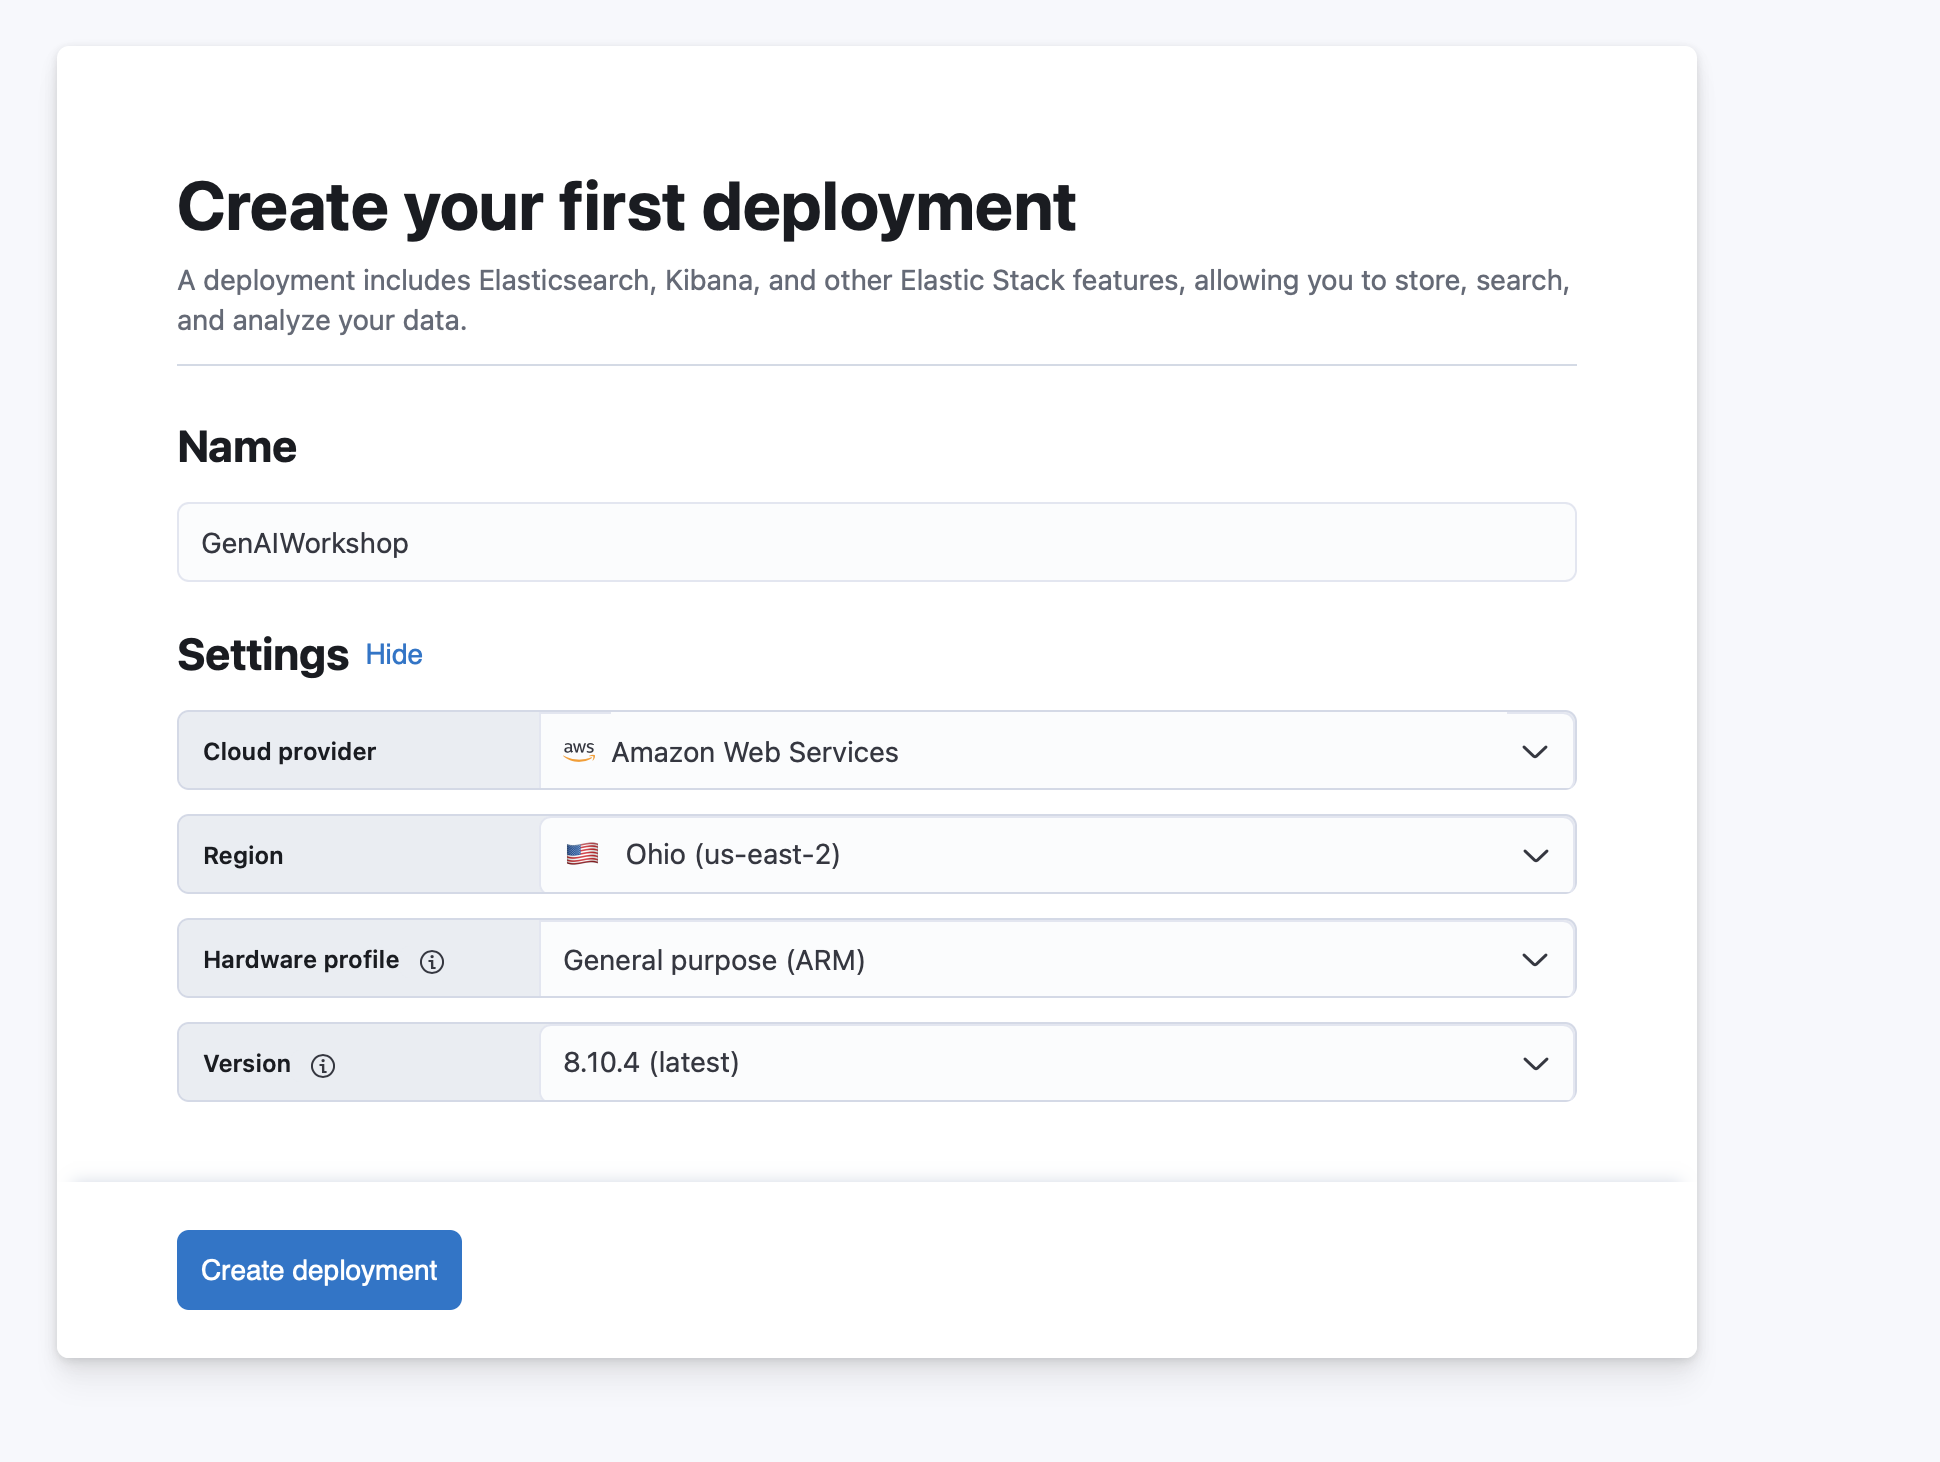 Create your first deployment
A deployment includes Elasticsearch, Kibana, and other Elastic Stack features, allowing you to store, search,
and analyze your data.
Name
GenAIWorkshop
Settings Hide
Cloud provider aws Amazon Web Services
Region Ohio (us-east-2)
Hardware profile General purpose (ARM)
Version 8.10.4 (latest)
Create deployment